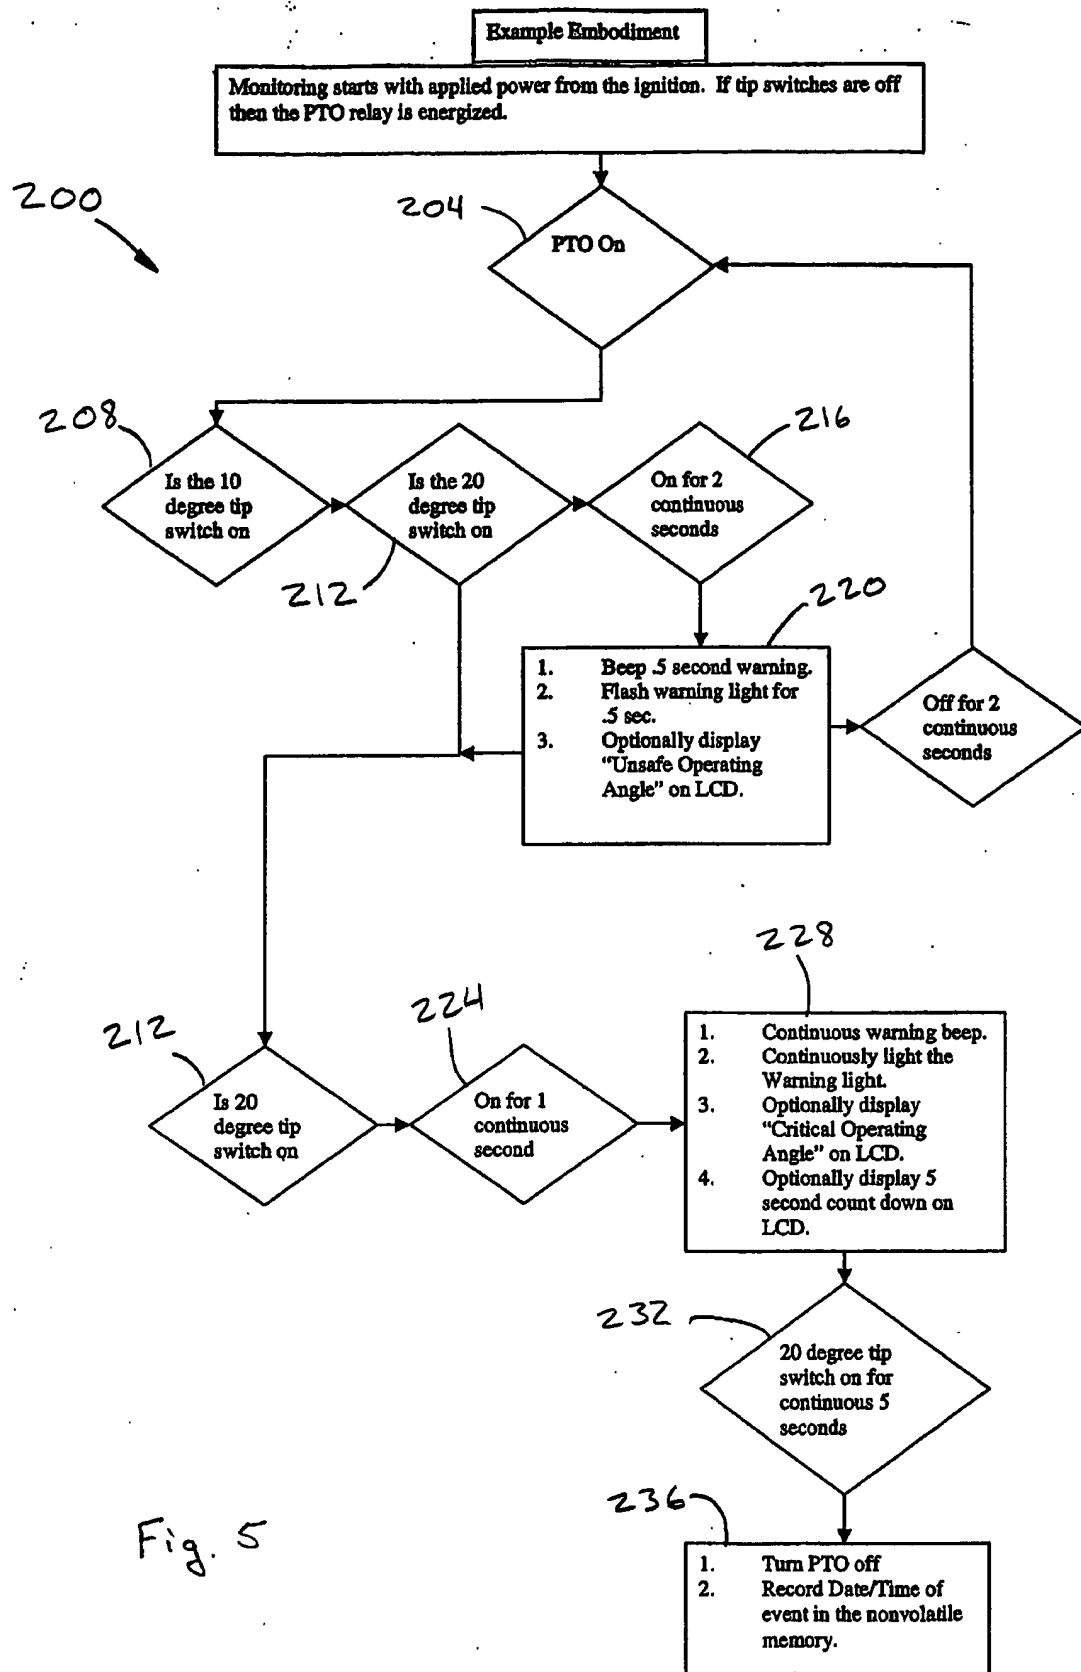 Example Embodiment
Monitoring starts with applied power from the ignition. If tip switches are off
then the PTO relay is energized.
200
204
PTO On
208
Is the 10
degree tip
switch on
Is the 20
degree tip
switch on
212
216
On for 2
continuous
seconds
220
1. Beep .5 second warning.
2. Flash warning light for
.5 sec.
3. Optionally display
“Unsafe Operating
Angle” on LCD.
Off for 2
continuous
seconds
212
Is 20
degree tip
switch on
224
On for 1
continuous
second
228
1. Continuous warning beep.
2. Continuously light the
Warning light.
3. Optionally display
“Critical Operating
Angle” on LCD.
4. Optionally display 5
second count down on
LCD.
232
20 degree tip
switch on for
continuous 5
seconds
236
1. Turn PTO off
2. Record Date/Time of
event in the nonvolatile
memory.
Fig. 5